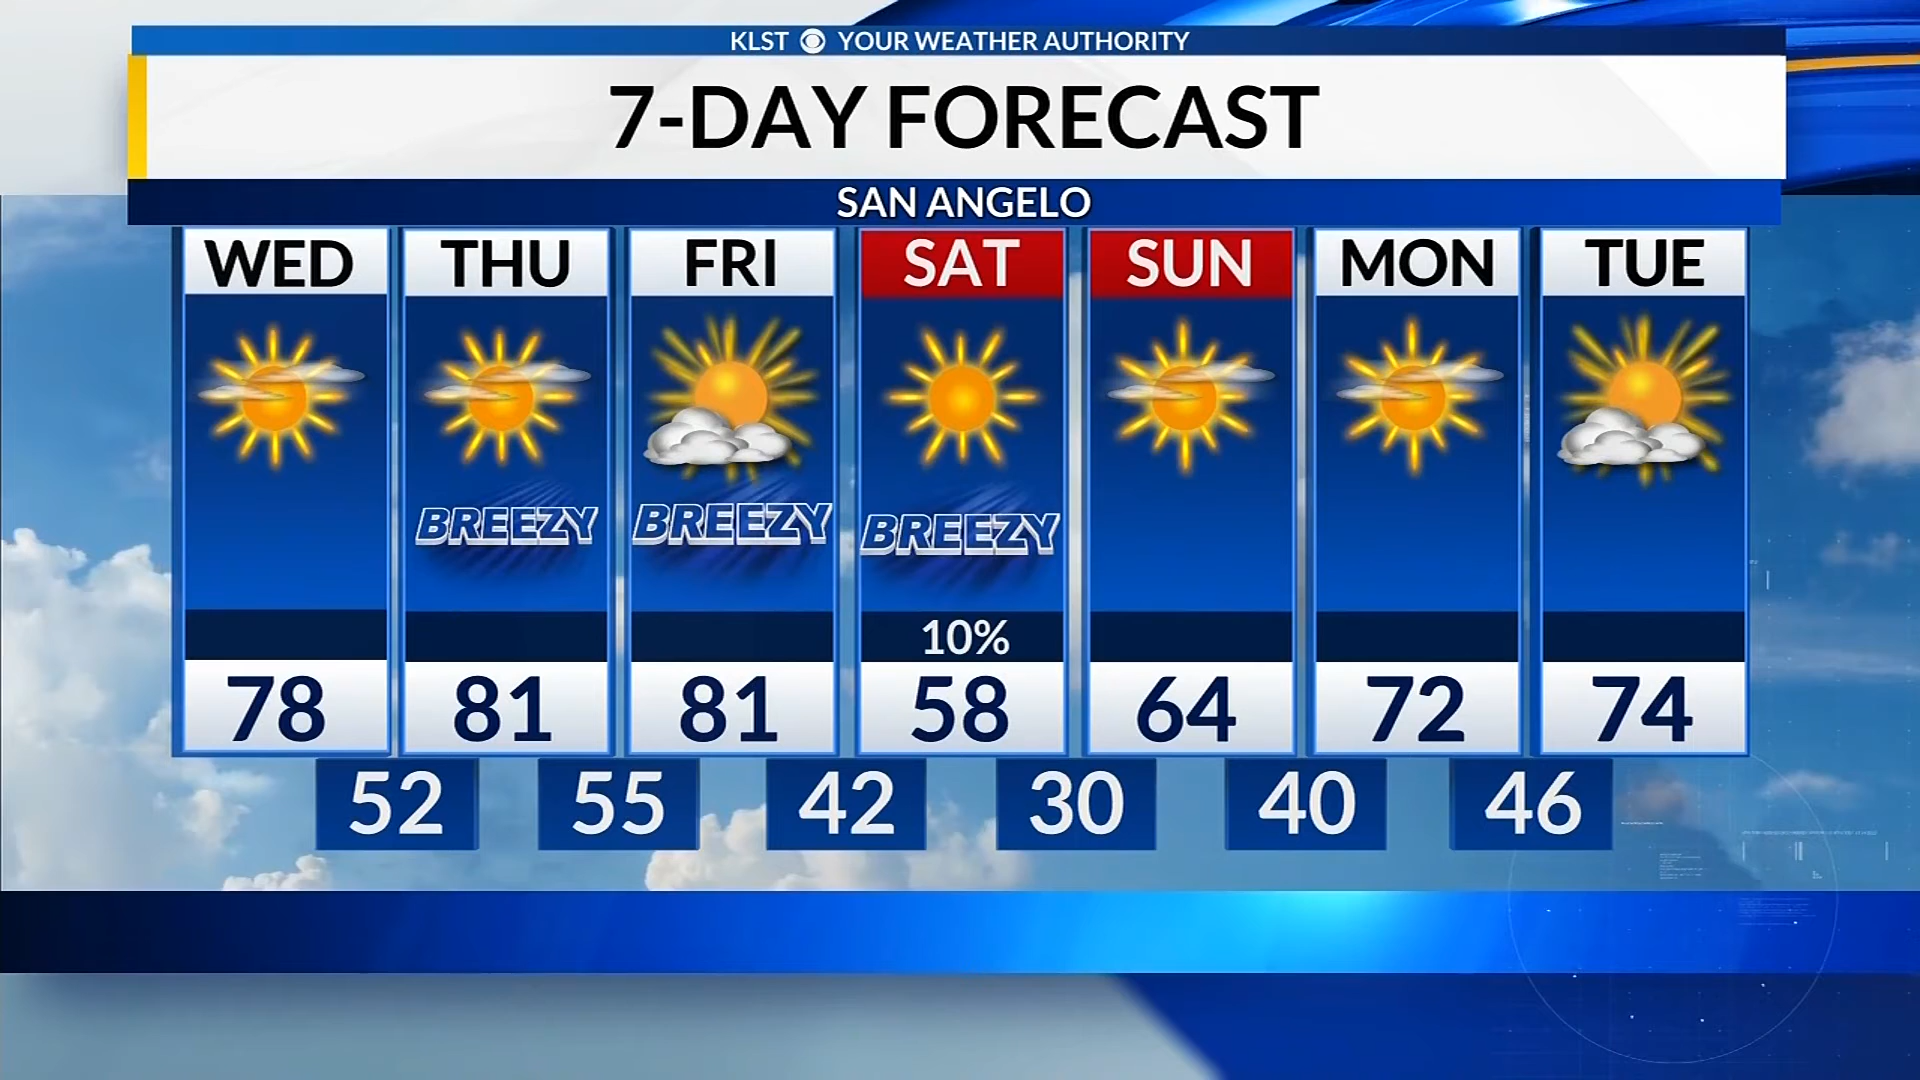 KLST YOUR WEATHER AUTHORITY
7-DAY FORECAST
SAN ANGELO
WED THU FRI SAT SUN MON TUE
BREEZY BREEZY BREEZY
10%
78 81 81 58 64 72 74
52 55 42 30 40 46